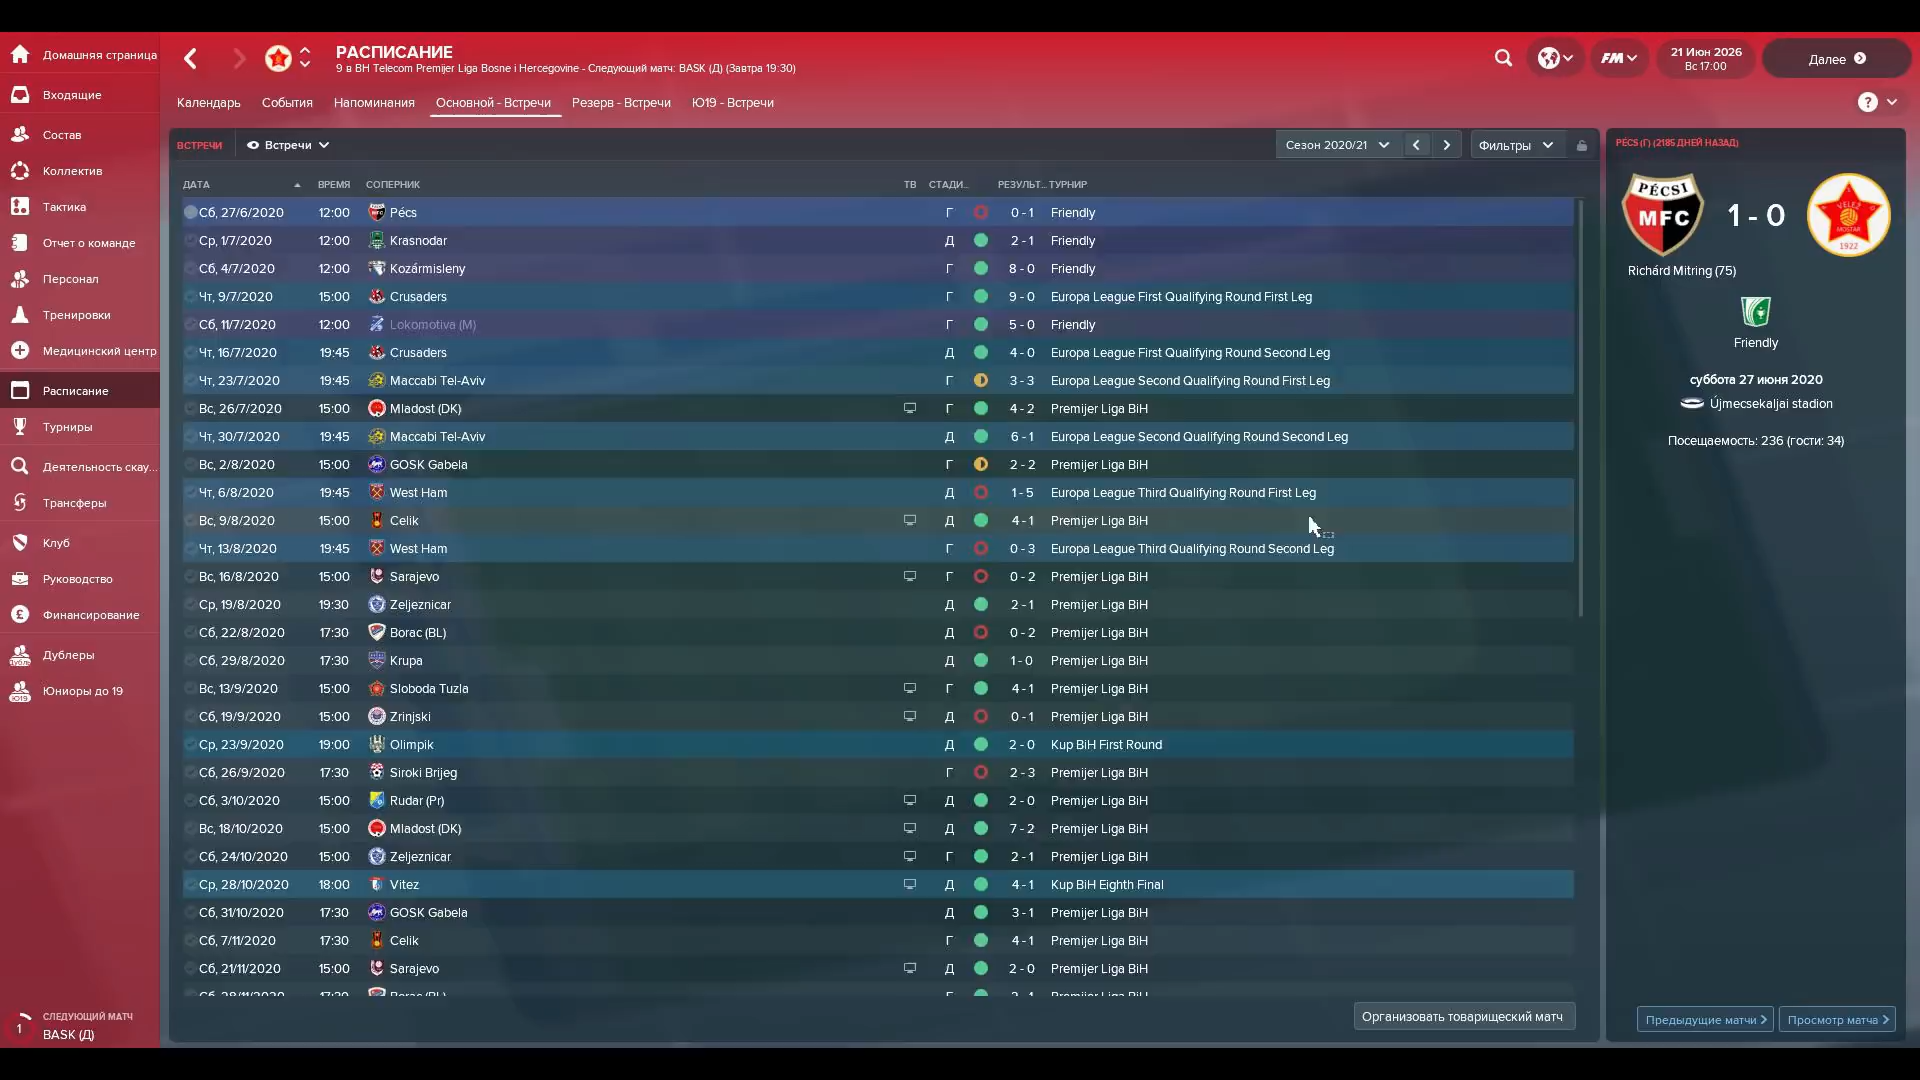 Домашняя страница
Входящие
Состав
Коллектив
Тактика
Отчет о команде
Персонал
Тренировки
Медицинский центр
Расписание
Турниры
Деятельность скау...
Трансферы
Клуб
Руководство
Финансирование
Дублеры
Юниоры до 19
1
СЛЕДУЮЩИЙ МАТЧ
BASK (Д)
РАСПИСАНИЕ
9 в BH Telecom Premijer Liga Bosne i Hercegovine - Следующий матч: BASK (Д) (Завтра 19:30)
FM
21 Июн 2026
Вс 17:00
Далее
Календарь События Напоминания Основной - Встречи Резерв - Встречи Ю19 - Встречи
?
ВСТРЕЧИ Встречи Сезон 2020/21 Фильтры
ДАТА ВРЕМЯ СОПЕРНИК ТВ СТАДИ... РЕЗУЛЬТ... ТУРНИР
Сб, 27/6/2020 12:00 Pécs Г 0 - 1 Friendly
Ср, 1/7/2020 12:00 Krasnodar Д 2 - 1 Friendly
Сб, 4/7/2020 12:00 Kozármisleny Г 8 - 0 Friendly
Чт, 9/7/2020 15:00 Crusaders Г 9 - 0 Europa League First Qualifying Round First Leg
Сб, 11/7/2020 12:00 Lokomotiva (M) Г 5 - 0 Friendly
Чт, 16/7/2020 19:45 Crusaders Д 4 - 0 Europa League First Qualifying Round Second Leg
Чт, 23/7/2020 19:45 Maccabi Tel-Aviv Г 3 - 3 Europa League Second Qualifying Round First Leg
Вс, 26/7/2020 15:00 Mladost (DK) Г 4 - 2 Premijer Liga BiH
Чт, 30/7/2020 19:45 Maccabi Tel-Aviv Д 6 - 1 Europa League Second Qualifying Round Second Leg
Вс, 2/8/2020 15:00 GOSK Gabela Г 2 - 2 Premijer Liga BiH
Чт, 6/8/2020 19:45 West Ham Д 1 - 5 Europa League Third Qualifying Round First Leg
Вс, 9/8/2020 15:00 Celik Д 4 - 1 Premijer Liga BiH
Чт, 13/8/2020 19:45 West Ham Г 0 - 3 Europa League Third Qualifying Round Second Leg
Вс, 16/8/2020 15:00 Sarajevo Г 0 - 2 Premijer Liga BiH
Ср, 19/8/2020 19:30 Zeljeznicar Д 2 - 1 Premijer Liga BiH
Сб, 22/8/2020 17:30 Borac (BL) Д 0 - 2 Premijer Liga BiH
Сб, 29/8/2020 17:30 Krupa Д 1 - 0 Premijer Liga BiH
Вс, 13/9/2020 15:00 Sloboda Tuzla Г 4 - 1 Premijer Liga BiH
Сб, 19/9/2020 15:00 Zrinjski Д 0 - 1 Premijer Liga BiH
Ср, 23/9/2020 19:00 Olimpik Д 2 - 0 Kup BiH First Round
Сб, 26/9/2020 17:30 Siroki Brijeg Г 2 - 3 Premijer Liga BiH
Сб, 3/10/2020 15:00 Rudar (Pr) Д 2 - 0 Premijer Liga BiH
Вс, 18/10/2020 15:00 Mladost (DK) Д 7 - 2 Premijer Liga BiH
Сб, 24/10/2020 15:00 Zeljeznicar Г 2 - 1 Premijer Liga BiH
Ср, 28/10/2020 18:00 Vitez Д 4 - 1 Kup BiH Eighth Final
Сб, 31/10/2020 17:30 GOSK Gabela Д 3 - 1 Premijer Liga BiH
Сб, 7/11/2020 17:30 Celik Г 4 - 1 Premijer Liga BiH
Сб, 21/11/2020 15:00 Sarajevo Д 2 - 0 Premijer Liga BiH
Организовать товарищеский матч
PÉCS (Г) (2185 ДНЕЙ НАЗАД)
PÉCSI
MFC
1 - 0
VELEŽ
MOSTAR
1922
Richárd Mitring (75)
Friendly
суббота 27 июня 2020
Újmecsekaljai stadion
Посещаемость: 236 (гости: 34)
Предыдущие матчи
Просмотр матча